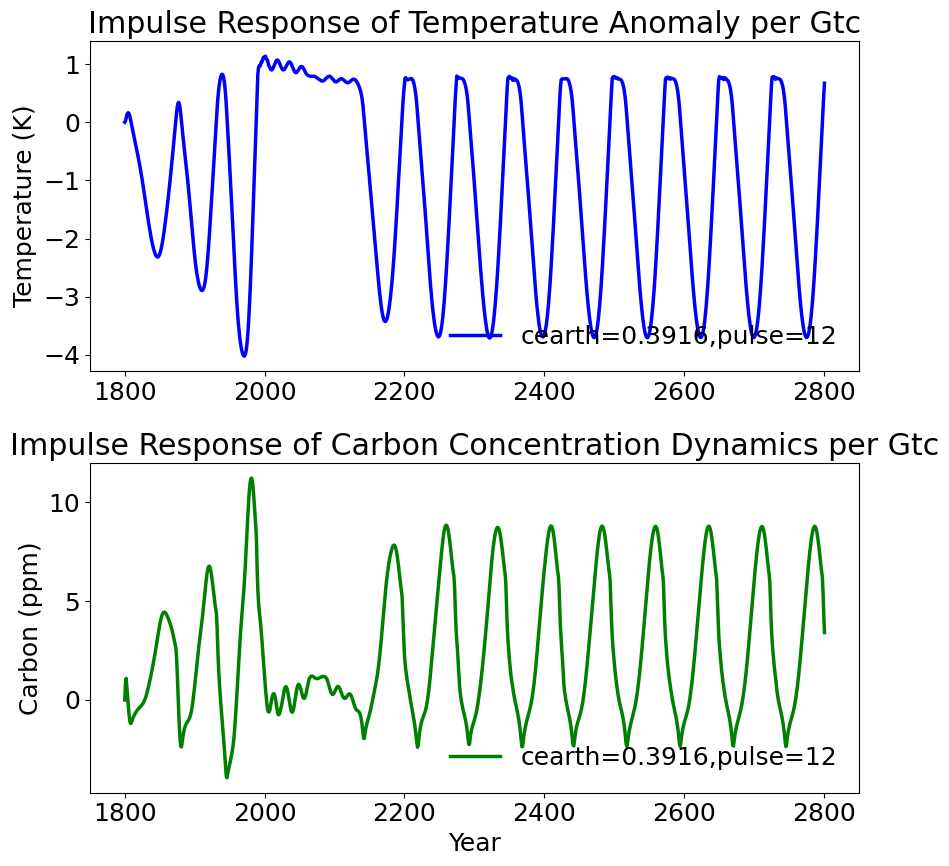 Impulse Response of Temperature Anomaly per Gtc
Temperature (K)
1
0
−1
−2
−3
−4
cearth=0.3916,pulse=12
1800 2000 2200 2400 2600 2800
Impulse Response of Carbon Concentration Dynamics per Gtc
Carbon (ppm)
10
5
0
cearth=0.3916,pulse=12
1800 2000 2200 2400 2600 2800
Year